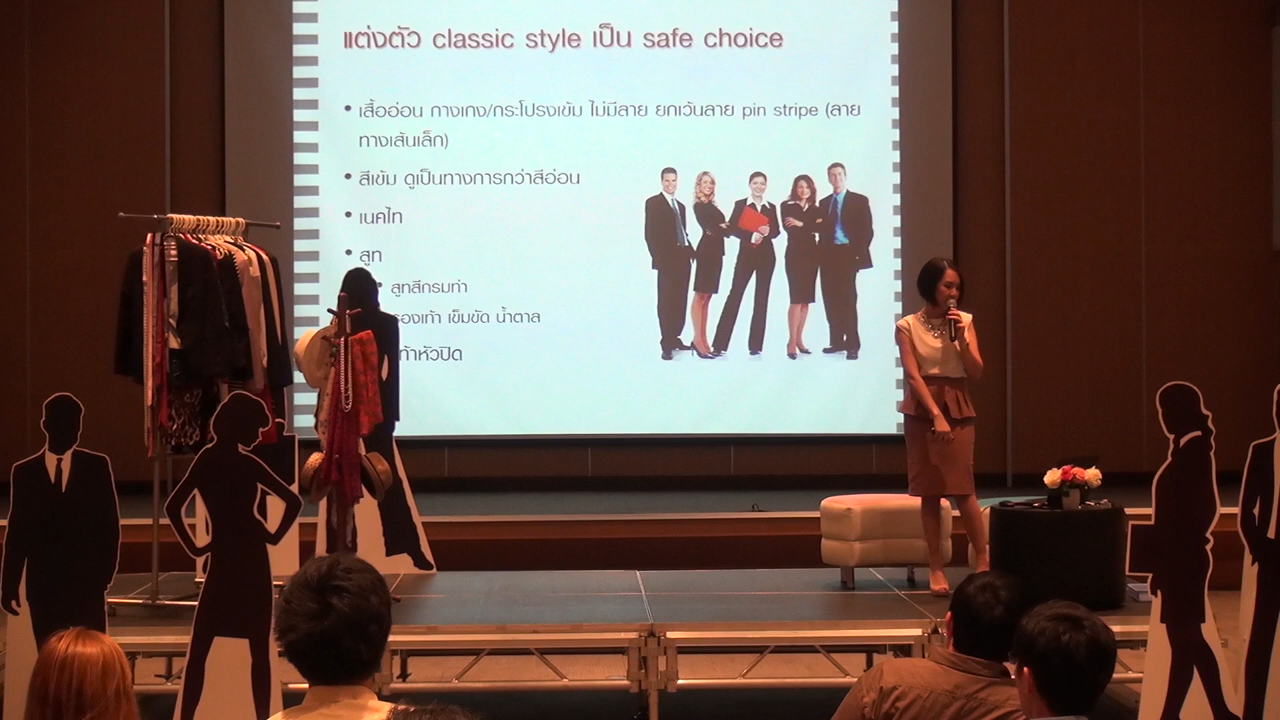 แต่งตัว classic style เป็น safe choice
• เสื้ออ่อน กางเกง/กระโปรงเข้ม ไม่มีลาย ยกเว้นลาย pin stripe (ลาย
ทางเส้นเล็ก)
• สีเข้ม ดูเป็นทางการกว่าสีอ่อน
• เนคไท
• สูท
• สูทสีกรมท่า
รองเท้า เข็มขัด น้ำตาล
ท้าหัวปิด